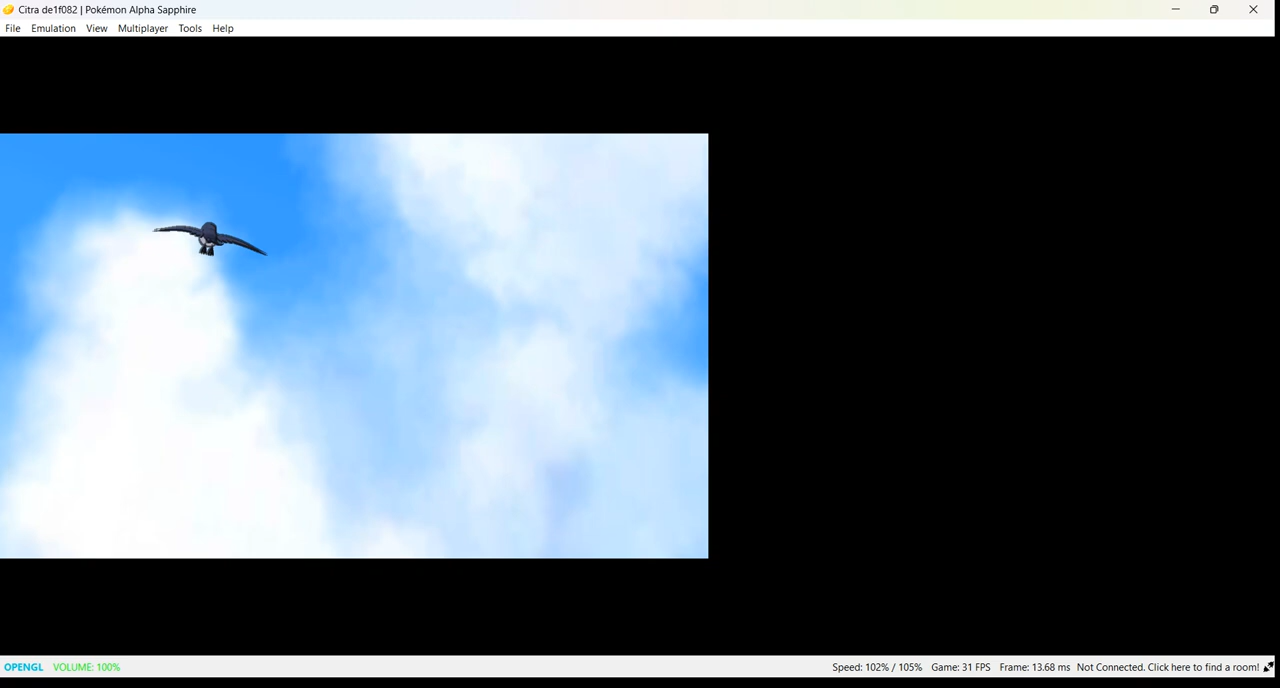 Citra de1f082 | Pokémon Alpha Sapphire
File Emulation View Multiplayer Tools Help
OPENGL VOLUME: 100% Speed: 102% / 105% Game: 31 FPS Frame: 13.68 ms Not Connected. Click here to find a room!